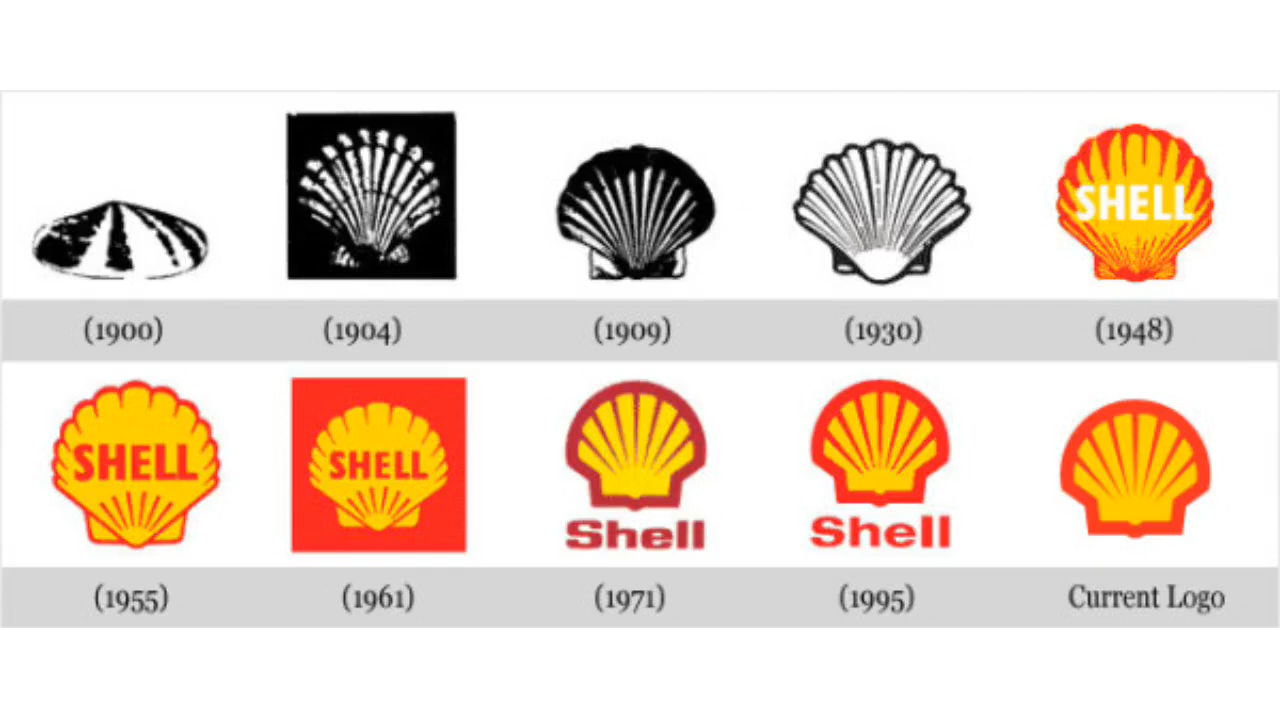 SHELL
(1900) (1904) (1909) (1930) (1948)
SHELL SHELL
Shell Shell
(1955) (1961) (1971) (1995) Current Logo